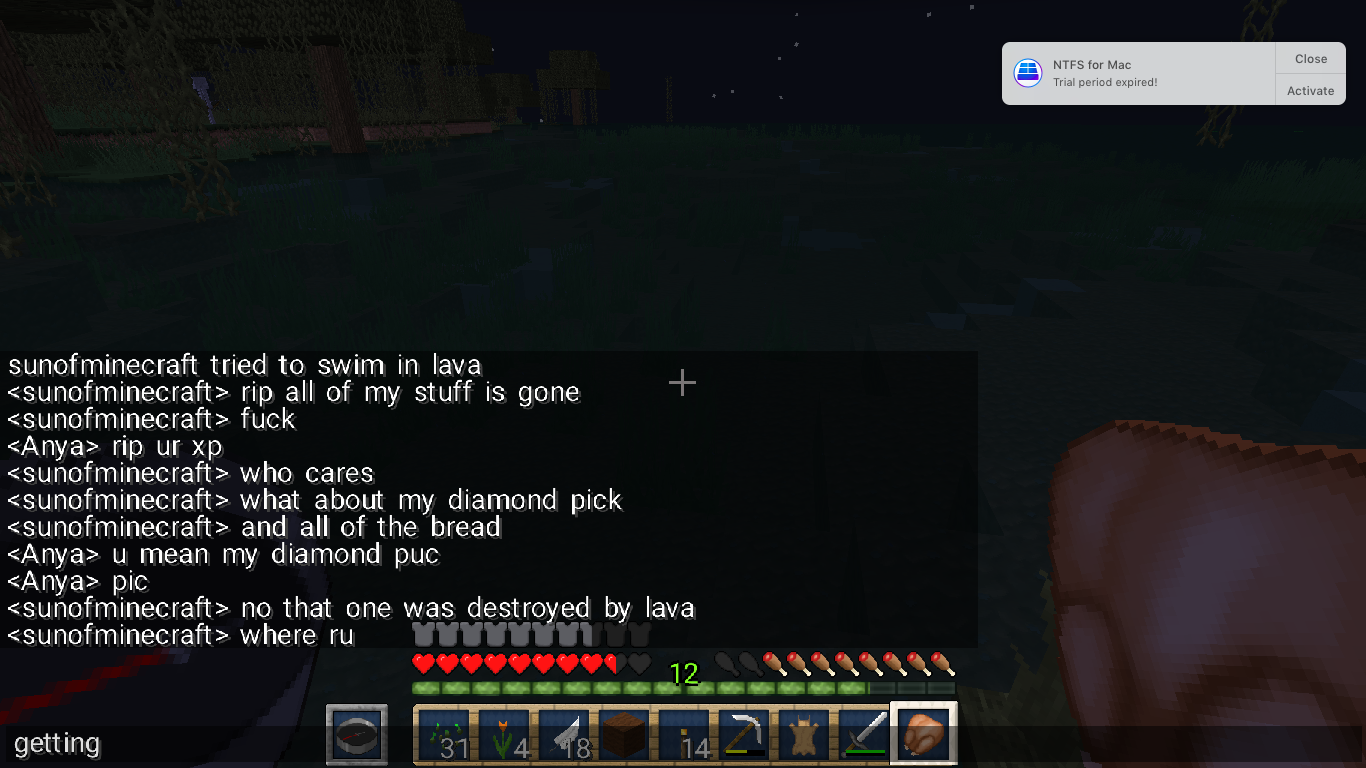 NTFS for Mac
Trial period expired!
Close
Activate
sunofminecraft tried to swim in lava
<sunofminecraft> rip all of my stuff is gone
<sunofminecraft> fuck
<Anya> rip ur xp
<sunofminecraft> who cares
<sunofminecraft> what about my diamond pick
<sunofminecraft> and all of the bread
<Anya> u mean my diamond puc
<Anya> pic
<sunofminecraft> no that one was destroyed by lava
<sunofminecraft> where ru
12
31 4 18 14
getting